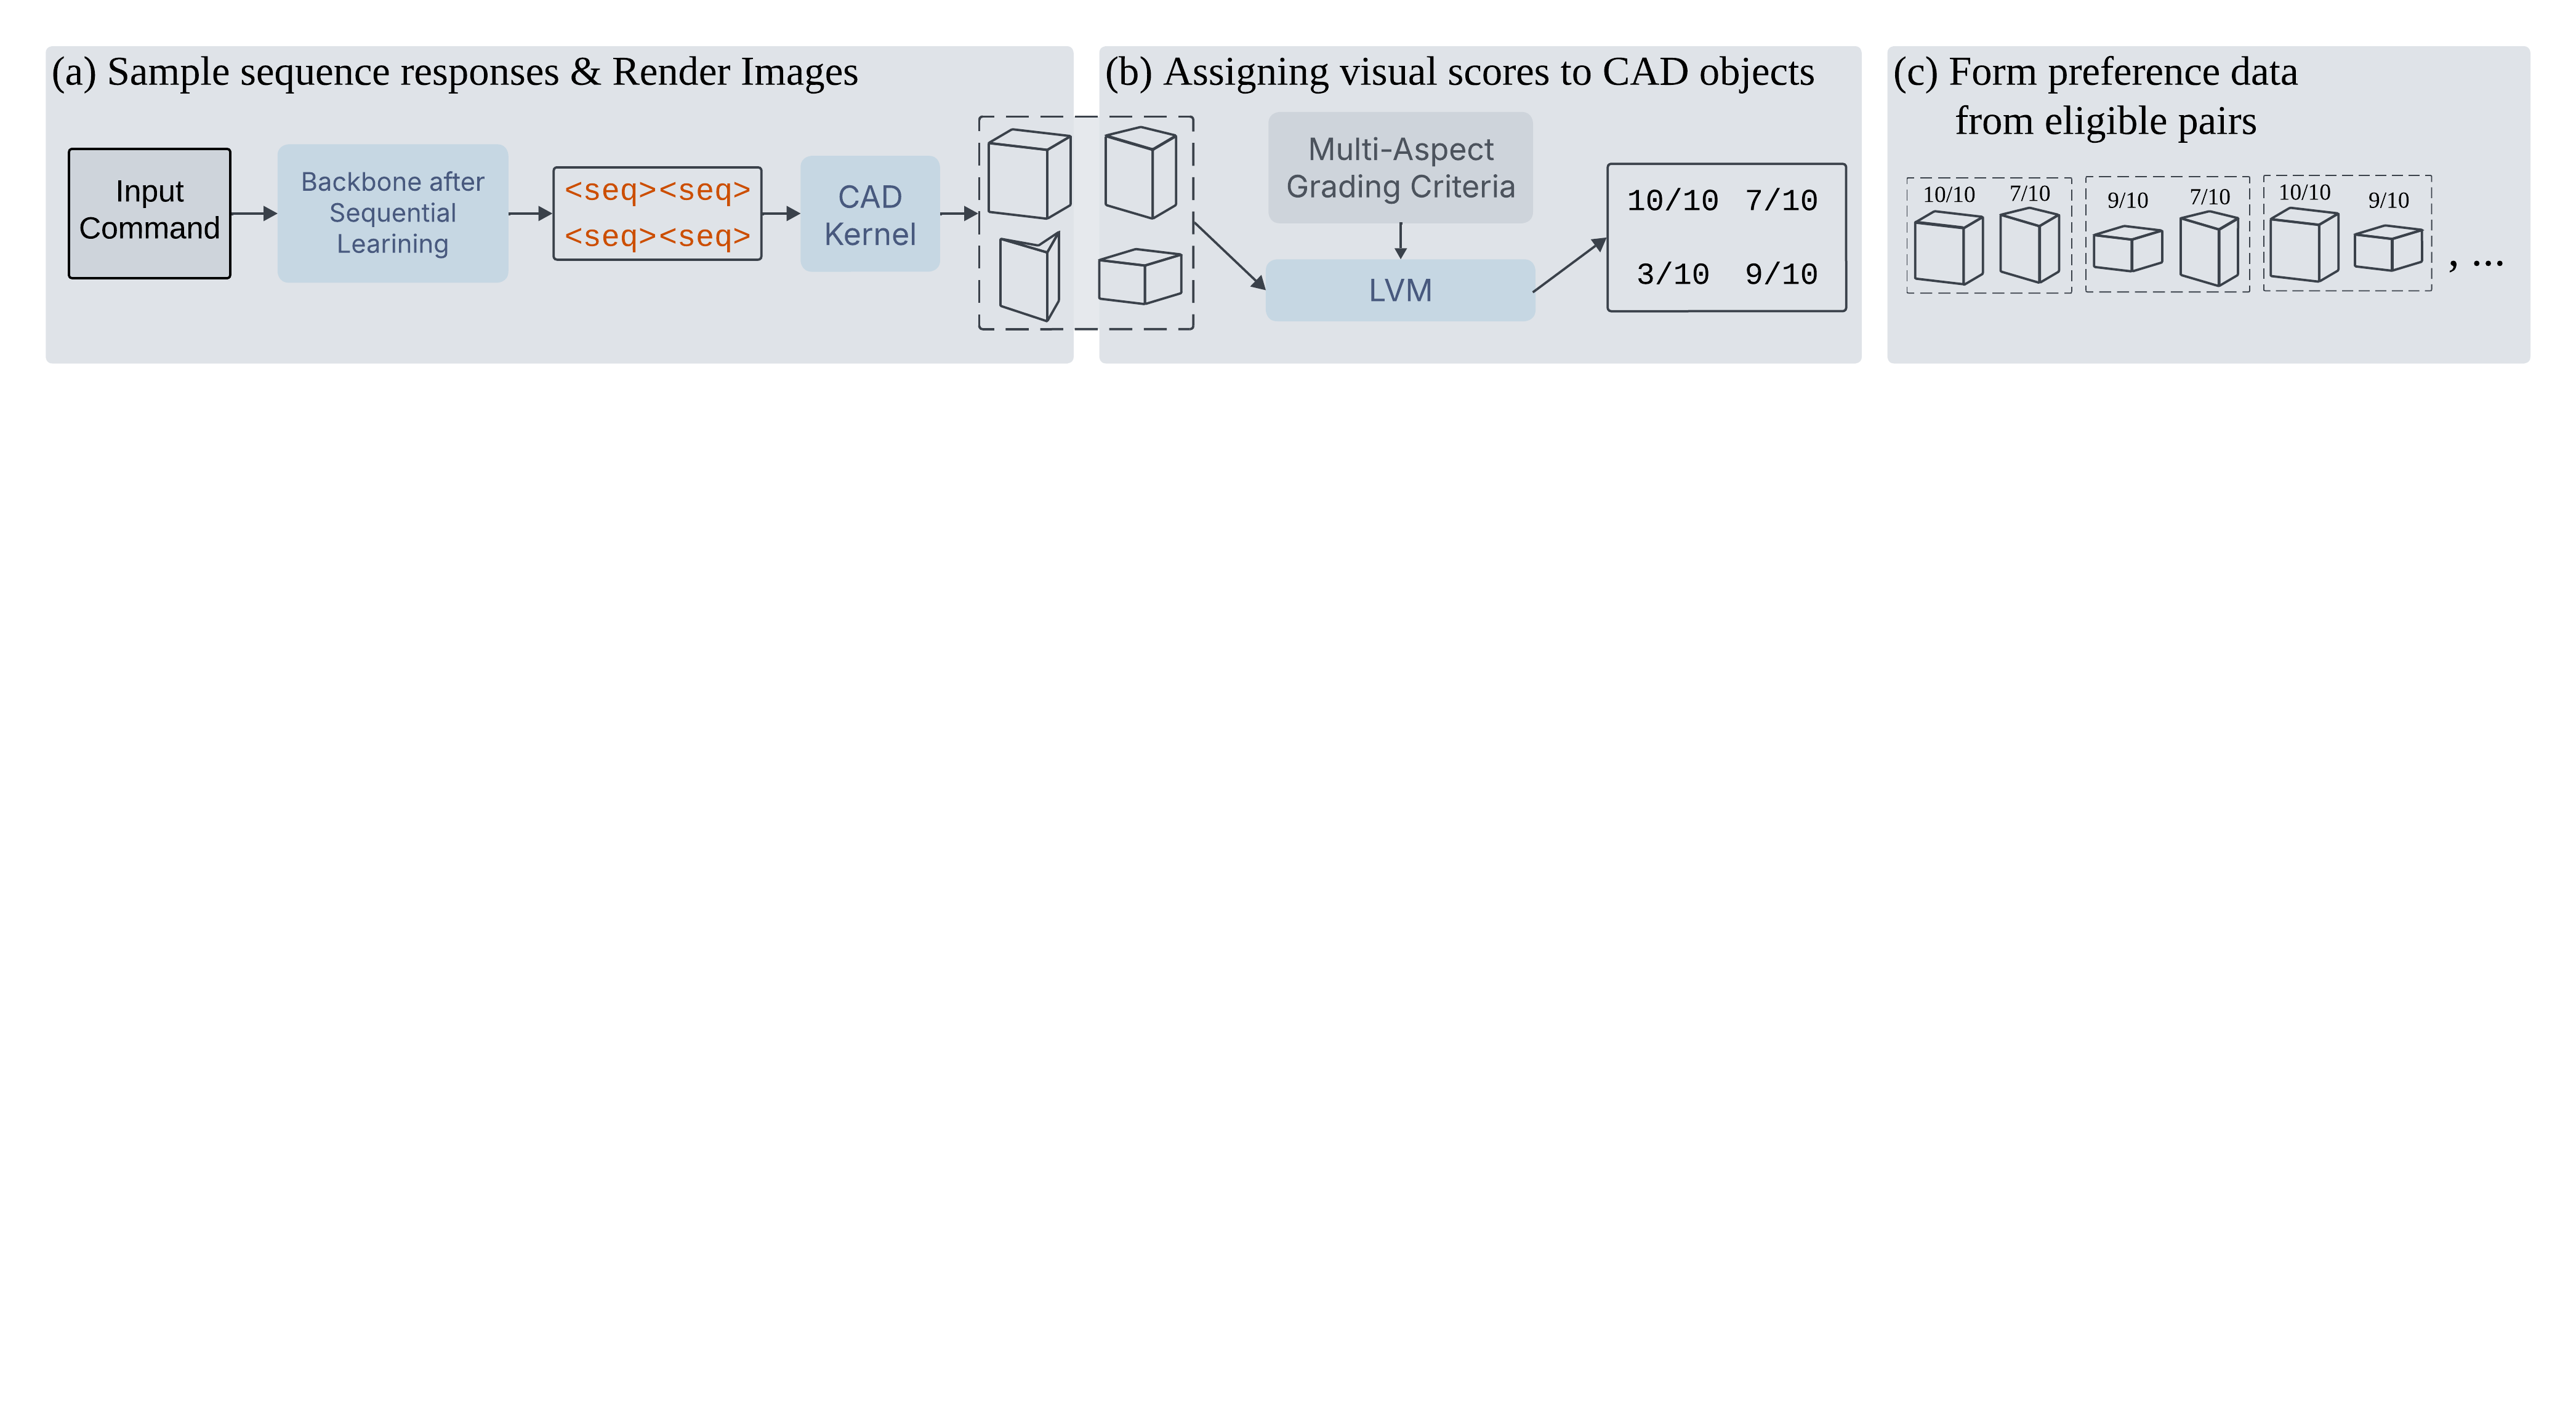 (a) Sample sequence responses & Render Images
Input
Command
Backbone after
Sequential
Learining
<seq><seq>
<seq><seq>
CAD
Kernel
(b) Assigning visual scores to CAD objects
Multi-Aspect
Grading Criteria
LVM
10/10 7/10
3/10 9/10
(c) Form preference data
from eligible pairs
10/10 7/10
9/10 7/10
10/10 9/10
, ...